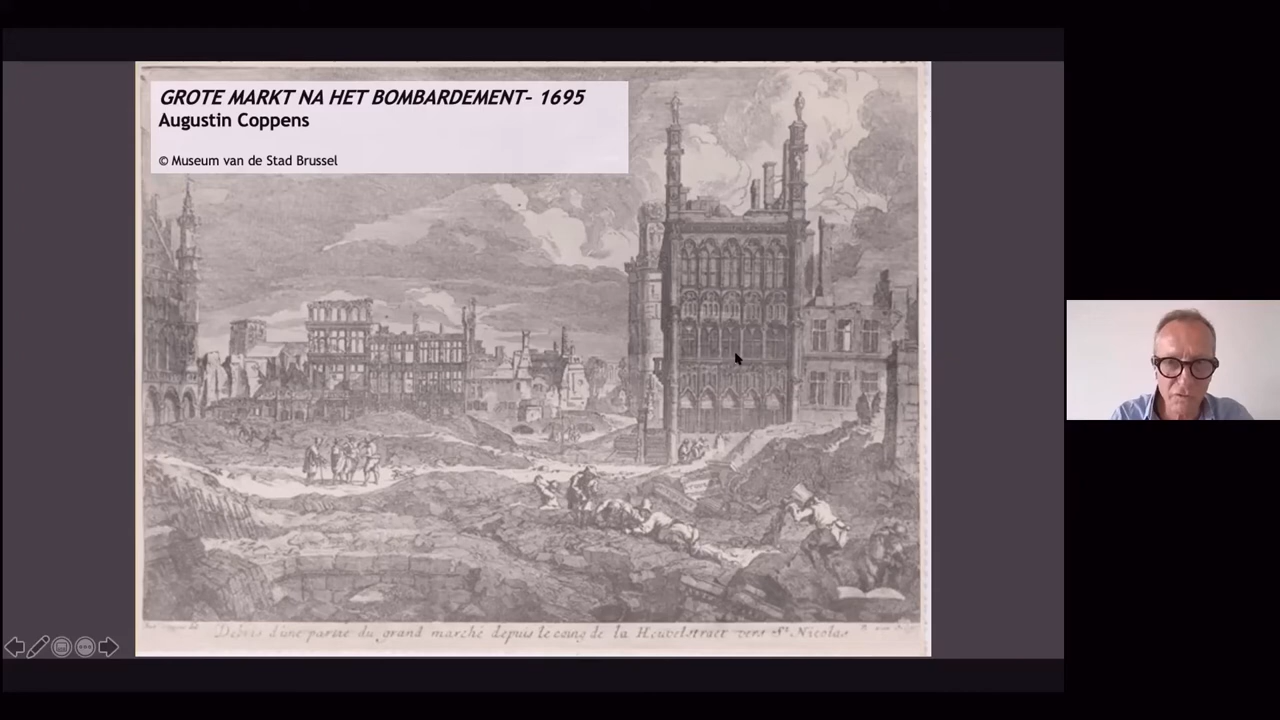 GROTE MARKT NA HET BOMBARDEMENT– 1695
Augustin Coppens
© Museum van de Stad Brussel
Debris d'une partie du grand marché depuis le coing de la Heuvelstraet vers St Nicolas